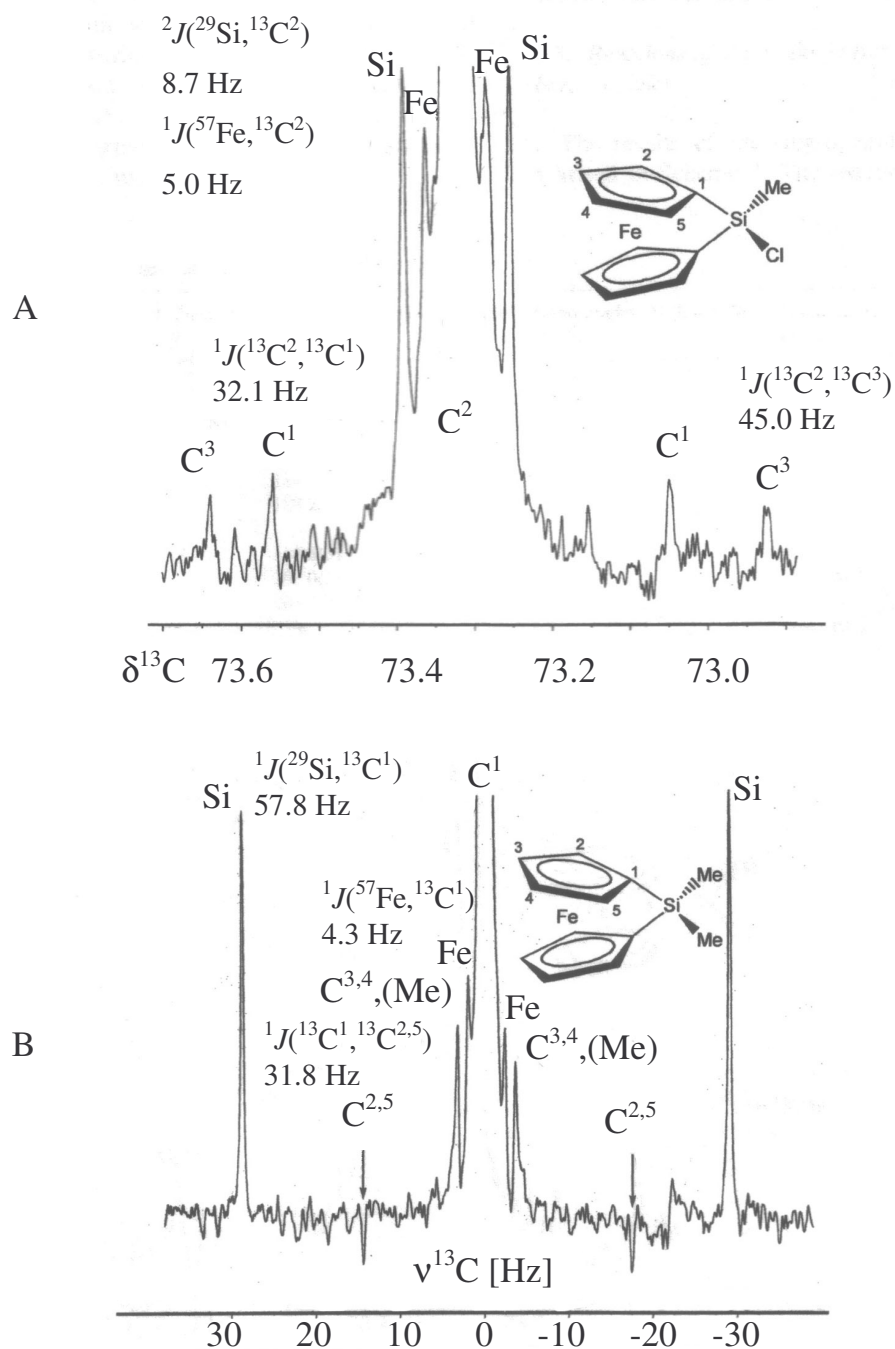 ²J(²⁹Si,¹³C²)
8.7 Hz
¹J(⁵⁷Fe,¹³C²)
5.0 Hz
Si
Fe
Fe
Si
3
2
1
4
5
Fe
Si
Me
Cl
A
¹J(¹³C²,¹³C¹)
32.1 Hz
¹J(¹³C²,¹³C³)
45.0 Hz
C²
C³
C¹
C¹
C³
δ¹³C 73.6 73.4 73.2 73.0
¹J(²⁹Si,¹³C¹)
57.8 Hz
Si
C¹
Si
3
2
1
4
5
Fe
Si
Me
Me
¹J(⁵⁷Fe,¹³C¹)
4.3 Hz
Fe
C³,⁴,(Me)
Fe
C³,⁴,(Me)
B
¹J(¹³C¹,¹³C²,⁵)
31.8 Hz
C²,⁵
C²,⁵
ν¹³C [Hz]
30 20 10 0 -10 -20 -30